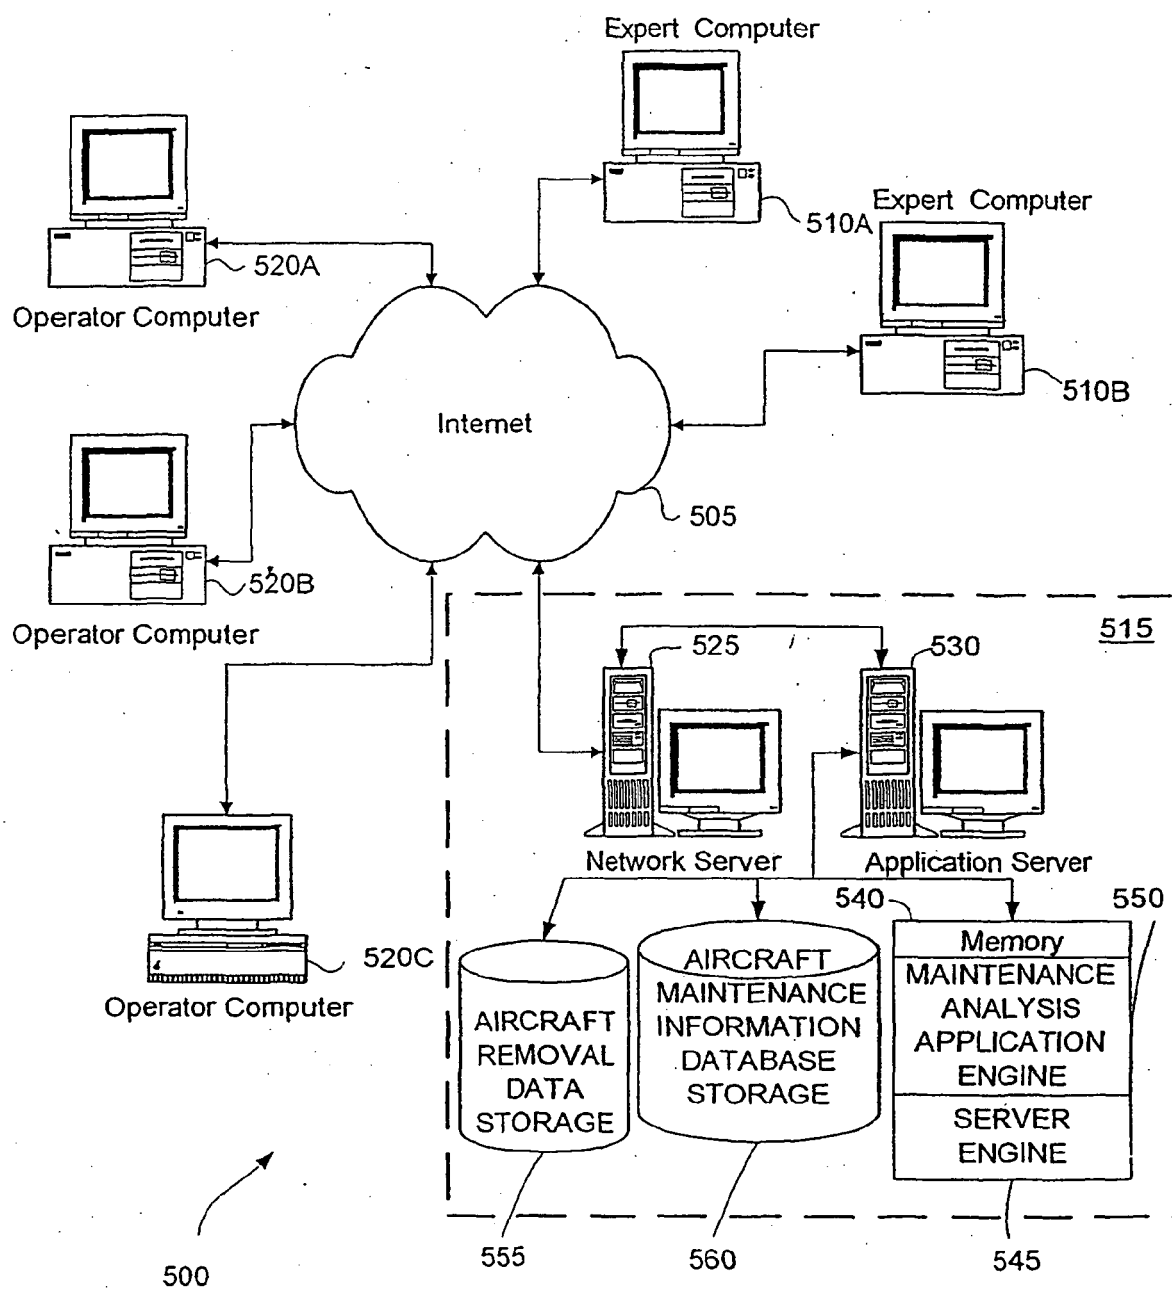 Expert Computer
510A
Expert Computer
510B
520A
Operator Computer
Internet
505
520B
Operator Computer
515
525
530
Network Server
Application Server
520C
Operator Computer
540
550
Memory
MAINTENANCE
ANALYSIS
APPLICATION
ENGINE
SERVER
ENGINE
AIRCRAFT
MAINTENANCE
INFORMATION
DATABASE
STORAGE
AIRCRAFT
REMOVAL
DATA
STORAGE
555
560
545
500